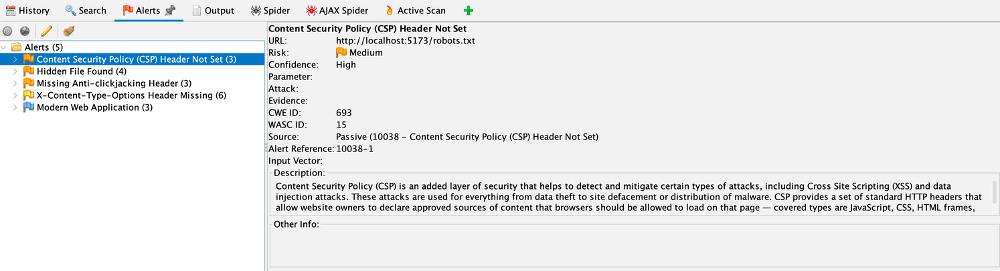 History Search Alerts Output Spider AJAX Spider Active Scan
Alerts (5)
Content Security Policy (CSP) Header Not Set (3)
Hidden File Found (4)
Missing Anti-clickjacking Header (3)
X-Content-Type-Options Header Missing (6)
Modern Web Application (3)
Content Security Policy (CSP) Header Not Set
URL: http://localhost:5173/robots.txt
Risk: Medium
Confidence: High
Parameter:
Attack:
Evidence:
CWE ID: 693
WASC ID: 15
Source: Passive (10038 - Content Security Policy (CSP) Header Not Set)
Alert Reference: 10038-1
Input Vector:
Description:
Content Security Policy (CSP) is an added layer of security that helps to detect and mitigate certain types of attacks, including Cross Site Scripting (XSS) and data
injection attacks. These attacks are used for everything from data theft to site defacement or distribution of malware. CSP provides a set of standard HTTP headers that
allow website owners to declare approved sources of content that browsers should be allowed to load on that page — covered types are JavaScript, CSS, HTML frames,
Other Info: